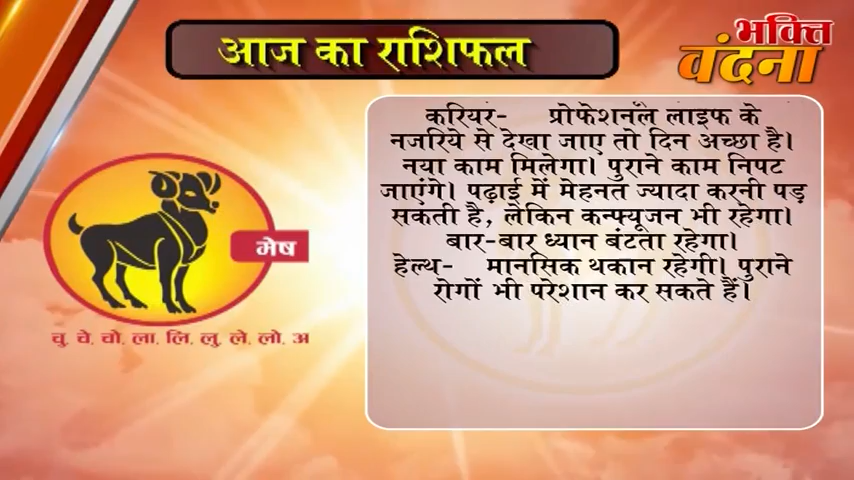 आज का राशिफल
भक्ति
वंदना
करियर- प्रोफेशनल लाइफ के
नजरिये से देखा जाए तो दिन अच्छा है।
नया काम मिलेगा। पुराने काम निपट
जाएंगे। पढ़ाई में मेहनत ज्यादा करनी पड़
सकती है, लेकिन कन्फ्यूजन भी रहेगा।
बार-बार ध्यान बंटता रहेगा।
हेल्थ- मानसिक थकान रहेगी। पुराने
रोगों भी परेशान कर सकते हैं।
मेष
चु, चे, चो, ला, लि, लु, ले, लो, अ